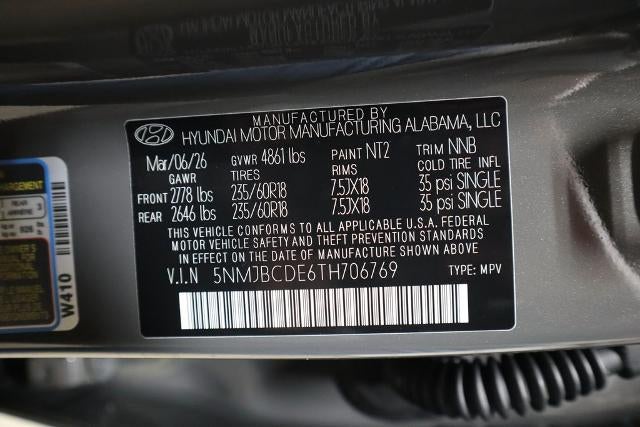 MANUFACTURED BY
HYUNDAI MOTOR MANUFACTURING ALABAMA, LLC
Mar/06/26 GVWR 4861 lbs PAINT NT2 TRIM NNB
TIRES RIMS COLD TIRE INFL
FRONT 2778 lbs 235/60R18 7.5JX18 35 psi SINGLE
REAR 2646 lbs 235/60R18 7.5JX18 35 psi SINGLE
THIS VEHICLE CONFORMS TO ALL APPLICABLE U.S.A. FEDERAL
MOTOR VEHICLE SAFETY AND THEFT PREVENTION STANDARDS
IN EFFECT ON THE DATE OF MANUFACTURE SHOWN ABOVE.
V.I.N 5NMJBCDE6TH706769 TYPE: MPV
W410